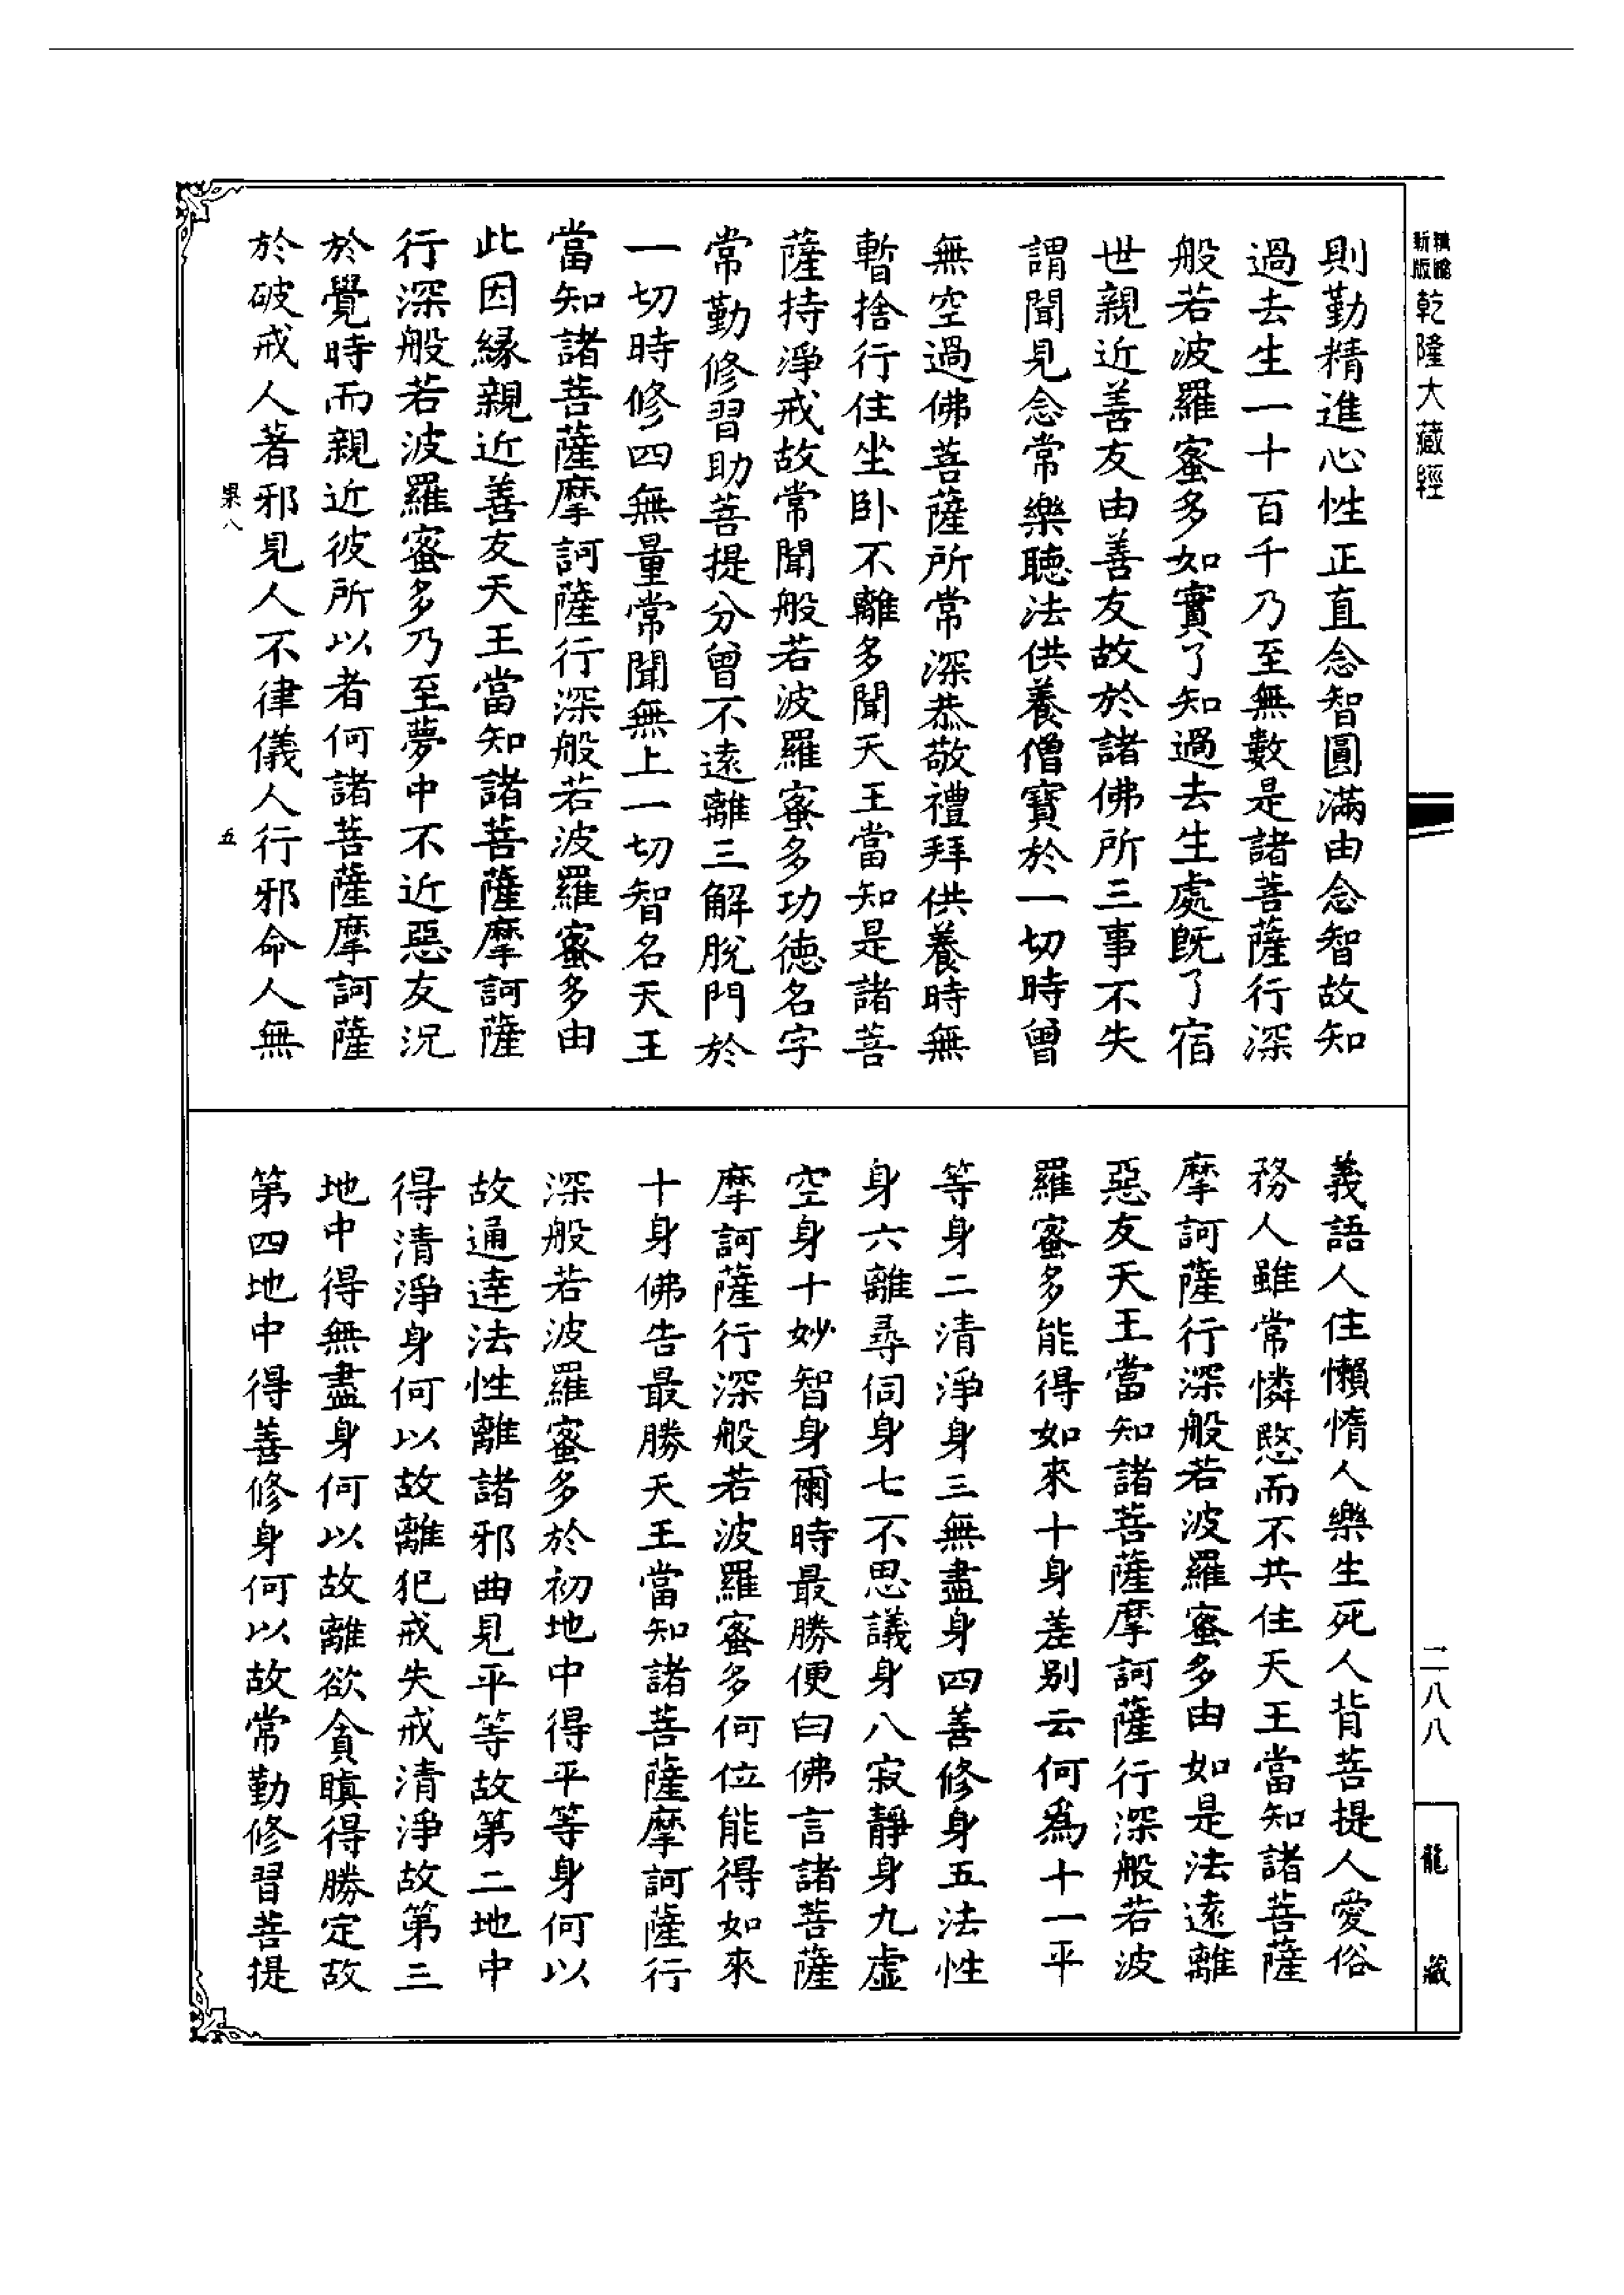 新版
乾隆大藏經
則勤精進心性正直念智圓滿由念智故知
過去生一十百千乃至無數是諸菩薩行深
般若波羅蜜多如實了知過去生處既了宿
世親近善友由善友故於諸佛所三事不失
謂聞見念常樂聽法供養僧寶於一切時曾
無空過佛菩薩所常深恭敬禮拜供養時無
暫捨行住坐卧不離多聞天王當知是諸菩
薩持淨戒故常聞般若波羅蜜多功德名字
常勤修習助菩提分曾不遠離三解脫門於
一切時修四無量常聞無上一切智名天王
當知諸菩薩摩訶薩行深般若波羅蜜多由
此因緣親近善友天王當知諸菩薩摩訶薩
行深般若波羅蜜多乃至夢中不近惡友況
於覺時而親近彼所以者何諸菩薩摩訶薩
於破戒人著邪見人不律儀人行邪命人無
果八
五
義語人住懶惰人樂生死人背菩提人愛俗
務人雖常憐愍而不共住天王當知諸菩薩
摩訶薩行深般若波羅蜜多由如是法遠離
惡友天王當知諸菩薩摩訶薩行深般若波
羅蜜多能得如來十身差別云何為十一平
等身二清淨身三無盡身四善修身五法性
身六離尋伺身七不思議身八寂靜身九虛
空身十妙智身爾時最勝便白佛言諸菩薩
摩訶薩行深般若波羅蜜多何位能得如來
十身佛告最勝天王當知諸菩薩摩訶薩行
深般若波羅蜜多於初地中得平等身何以
故通達法性離諸邪曲見平等故第二地中
得清淨身何以故離犯戒失戒清淨故第三
地中得無盡身何以故離欲貪瞋得勝定故
第四地中得善修身何以故常勤修習菩提
二八八
龍藏